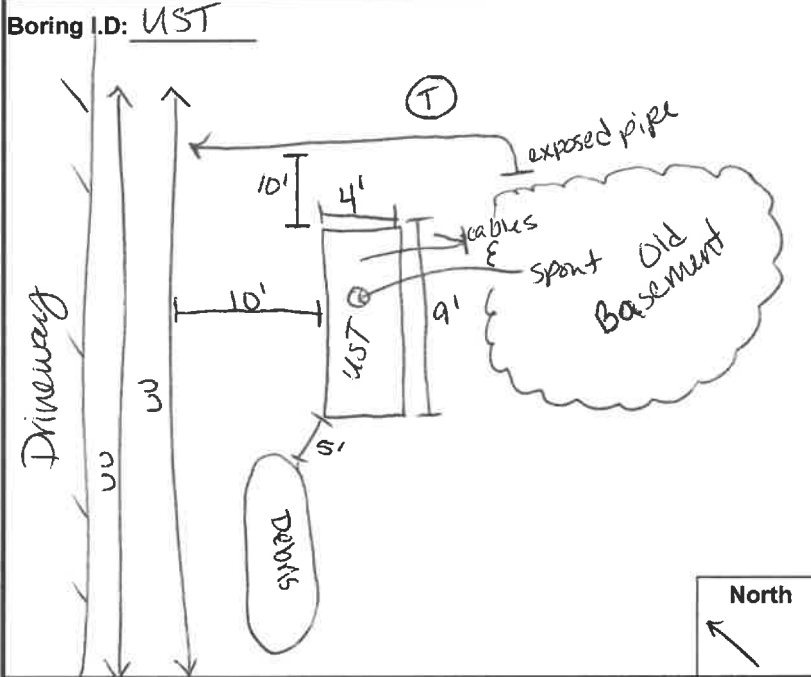 Boring I.D: UST
T
exposed pipe
10'
4'
cables
&
spout
Old
Basement
10'
9'
UST
Driveway
UU
UU
5'
Debris
North